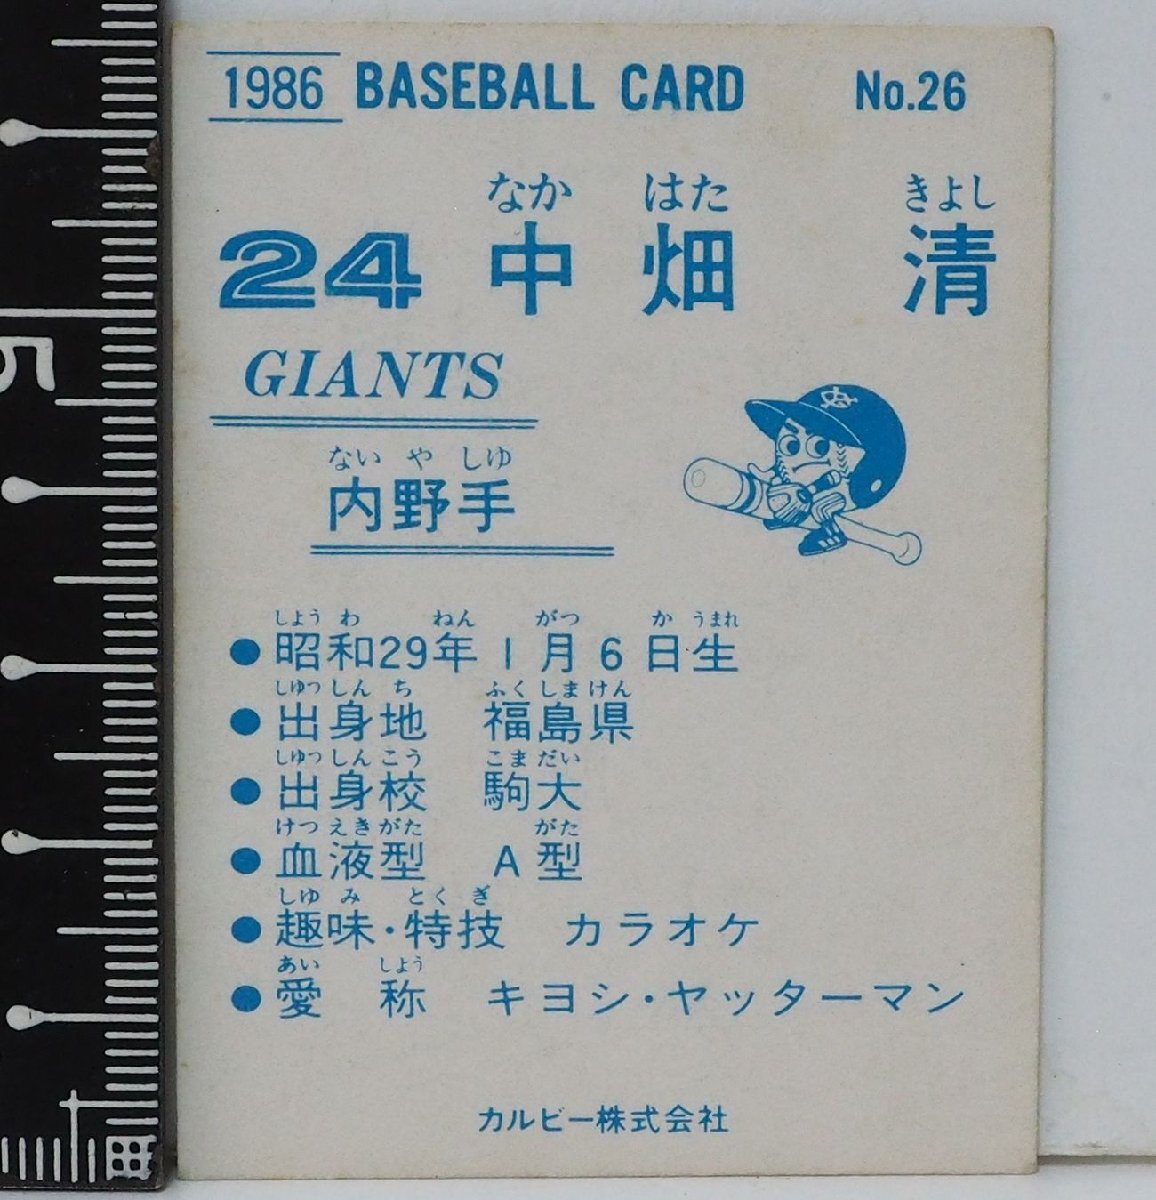 1986 BASEBALL CARD No.26
なか はた きよし
24 中畑 清
GIANTS
ない や しゆ
内野手
しょう わ ねん がつ か うまれ
●昭和29年1月6日生
しゆつ しん ち ふく しま けん
●出身地 福島県
しゆつ しん こう こま だい
●出身校 駒大
けつ えき がた がた
●血液型 A型
しゆ み とく ぎ
●趣味・特技 カラオケ
あい しょう
●愛称 キヨシ・ヤッターマン
カルビー株式会社
5